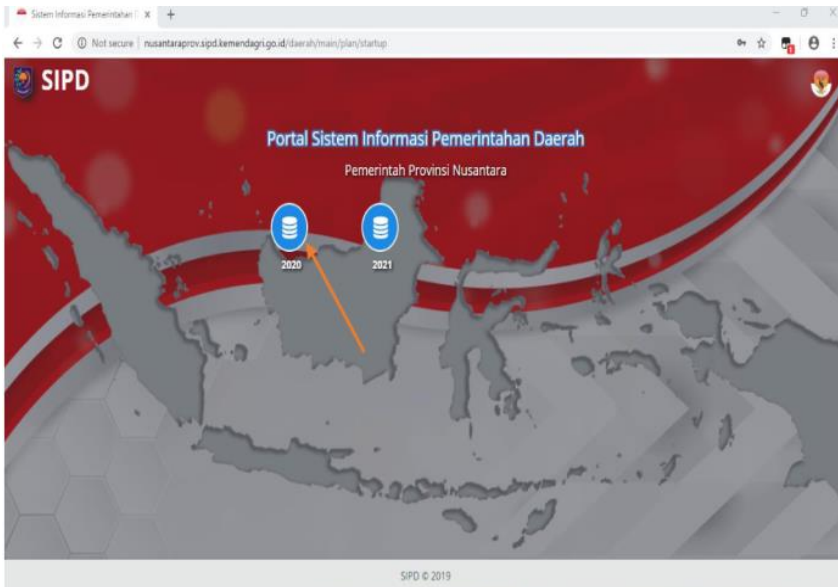 Sistem Informasi Pemerintahan D
Not secure | nusantaraprov.sipd.kemendagri.go.id/daerah/main/plan/startup
SIPD
Portal Sistem Informasi Pemerintahan Daerah
Pemerintah Provinsi Nusantara
2020
2021
SIPD © 2019